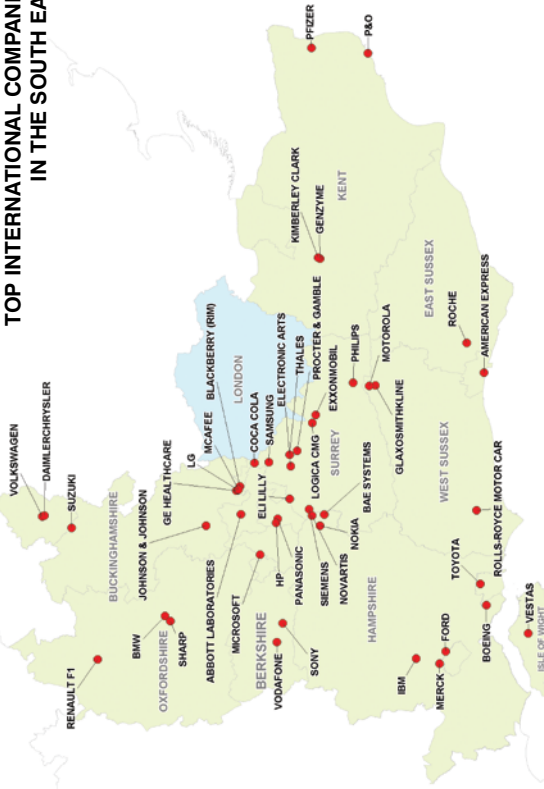 TOP INTERNATIONAL COMPANI
IN THE SOUTH EA
VOLKSWAGEN
DAIMLERCHRYSLER
SUZUKI
RENAULT F1
BUCKINGHAMSHIRE
BMW
SHARP
OXFORDSHIRE
JOHNSON & JOHNSON
GE HEALTHCARE
LG
MCAFEE
BLACKBERRY (RIM)
LONDON
ABBOTT LABORATORIES
MICROSOFT
COCA COLA
SAMSUNG
ELECTRONIC ARTS
THALES
PROCTER & GAMBLE
EXXONMOBIL
ELI LILLY
BERKSHIRE
VODAFONE
SONY
HP
PANASONIC
SIEMENS
NOVARTIS
NOKIA
LOGICA CMG
SURREY
BAE SYSTEMS
PHILIPS
MOTOROLA
GLAXOSMITHKLINE
KIMBERLEY CLARK
GENZYME
KENT
PFIZER
P&O
HAMPSHIRE
IBM
MERCK
FORD
WEST SUSSEX
EAST SUSSEX
ROCHE
AMERICAN EXPRESS
TOYOTA
BOEING
ROLLS-ROYCE MOTOR CAR
VESTAS
ISLE OF WIGHT